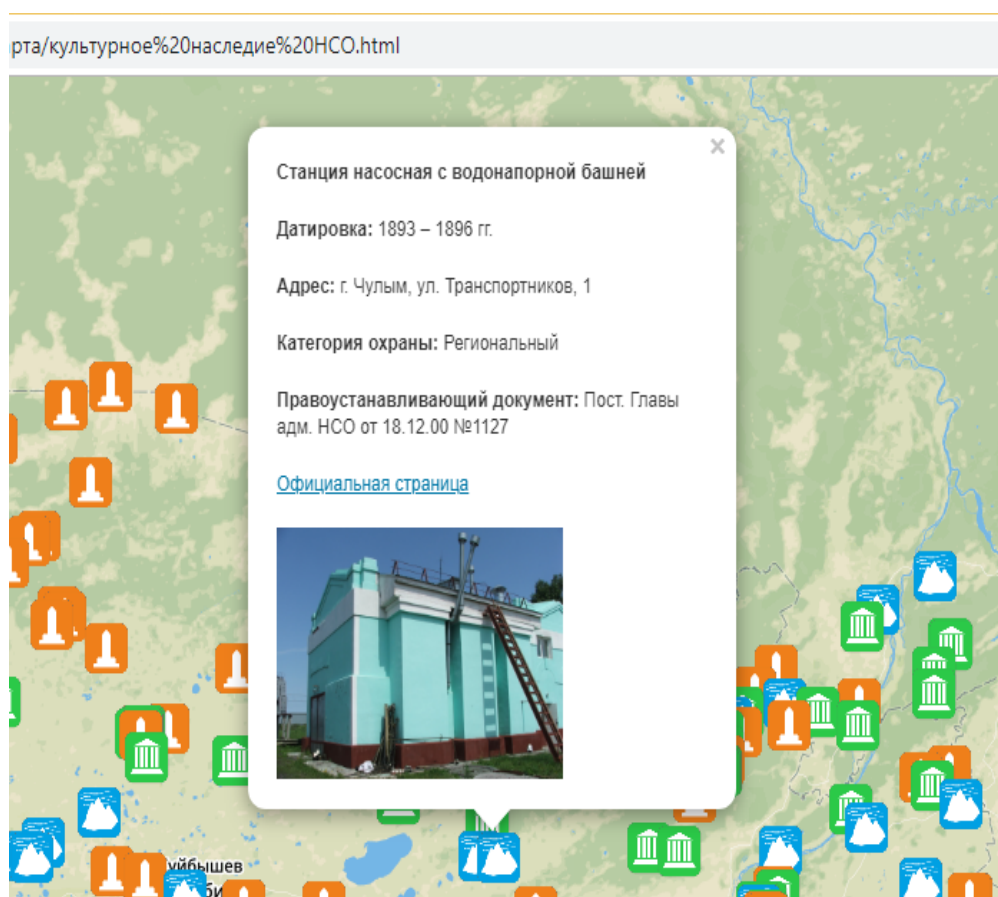 рта/культурное%20наследие%20НСО.html
×
Станция насосная с водонапорной башней
Датировка: 1893 – 1896 гг.
Адрес: г. Чулым, ул. Транспортников, 1
Категория охраны: Региональный
Правоустанавливающий документ: Пост. Главы
адм. НСО от 18.12.00 №1127
Официальная страница
уйбышев